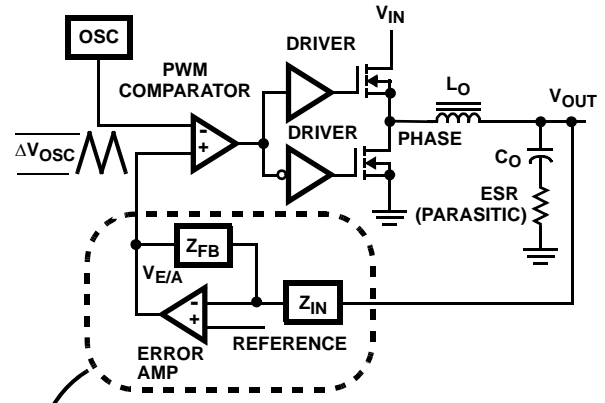 OSC
V_IN
DRIVER
PWM
COMPARATOR
L_O
V_OUT
-
+
DRIVER
PHASE
ΔV_OSC
C_O
ESR
(PARASITIC)
Z_FB
V_E/A
-
+
Z_IN
REFERENCE
ERROR
AMP